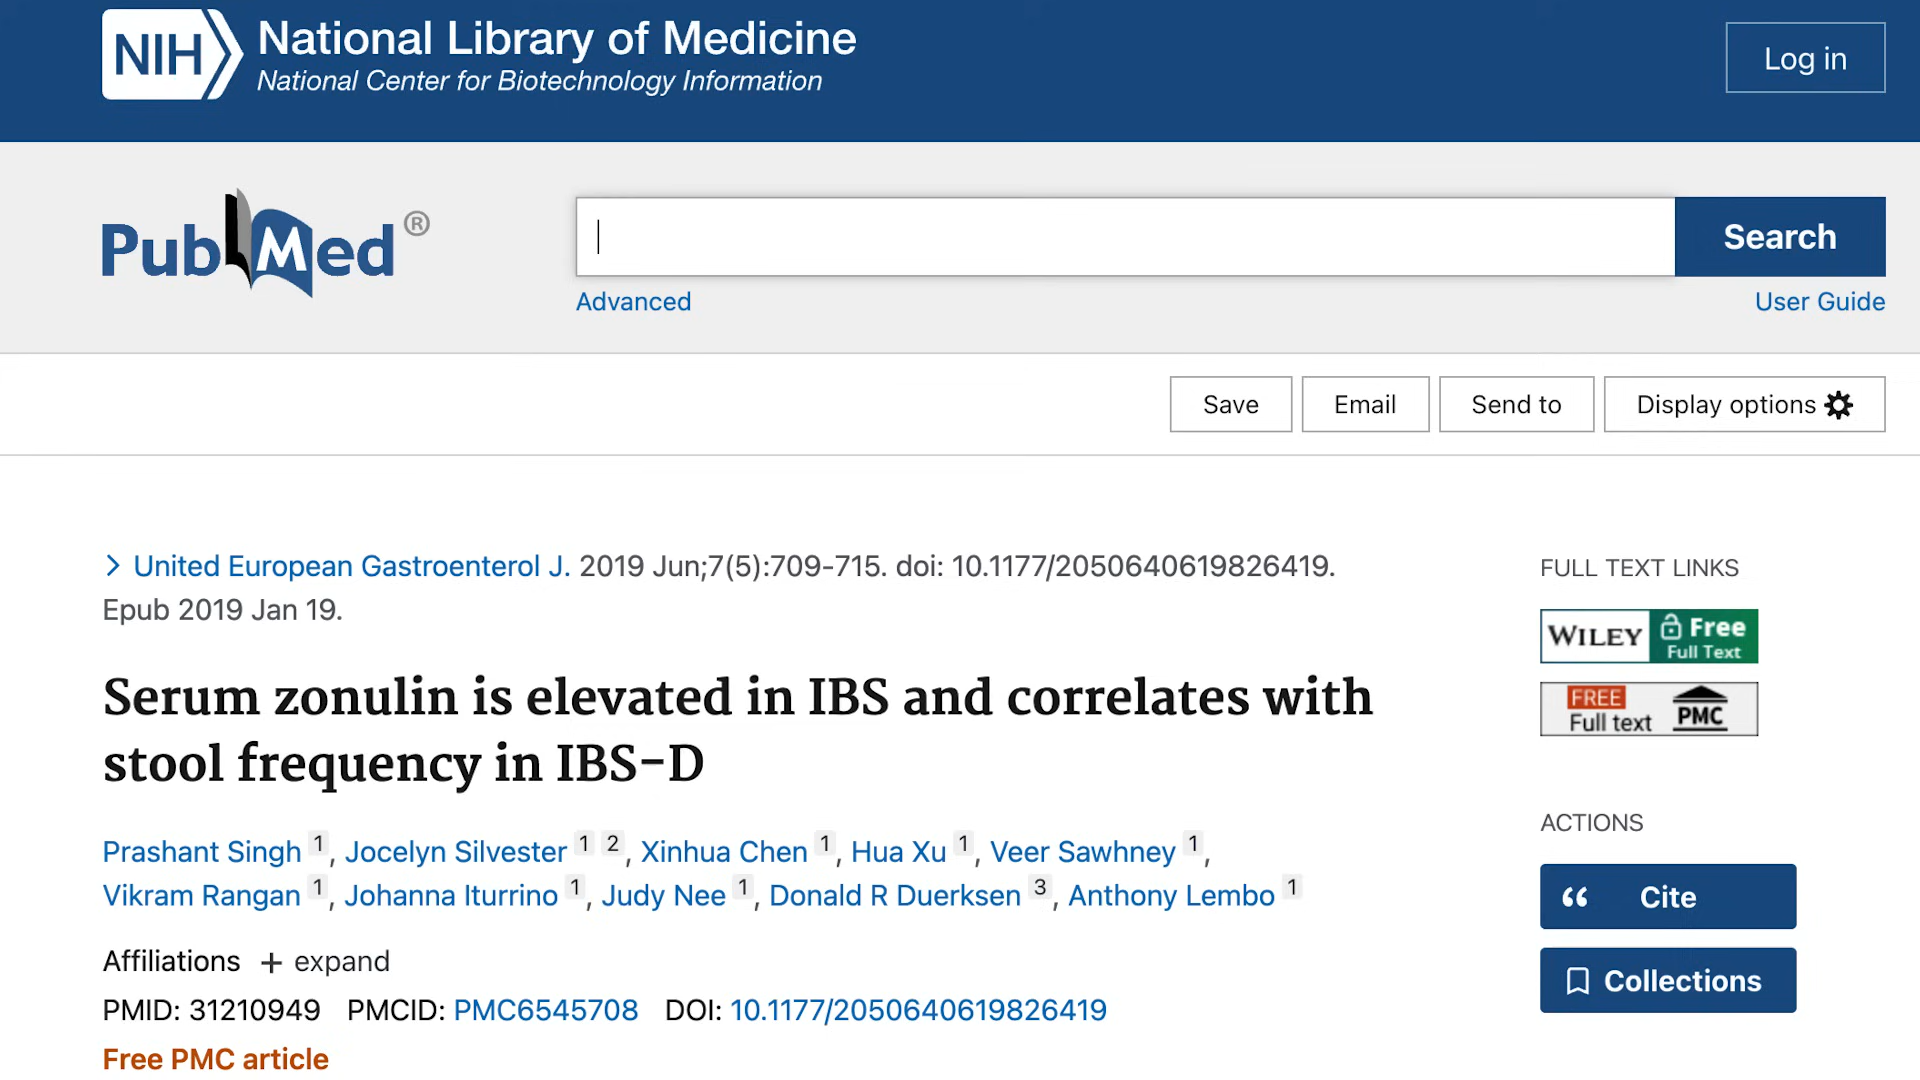 NIH National Library of Medicine
National Center for Biotechnology Information
Log in
PubMed®
Search
Advanced
User Guide
Save
Email
Send to
Display options
United European Gastroenterol J. 2019 Jun;7(5):709-715. doi: 10.1177/2050640619826419.
Epub 2019 Jan 19.
Serum zonulin is elevated in IBS and correlates with
stool frequency in IBS-D
Prashant Singh 1, Jocelyn Silvester 1 2, Xinhua Chen 1, Hua Xu 1, Veer Sawhney 1,
Vikram Rangan 1, Johanna Iturrino 1, Judy Nee 1, Donald R Duerksen 3, Anthony Lembo 1
Affiliations + expand
PMID: 31210949 PMCID: PMC6545708 DOI: 10.1177/2050640619826419
Free PMC article
FULL TEXT LINKS
WILEY Free
Full Text
FREE
Full text PMC
ACTIONS
Cite
Collections